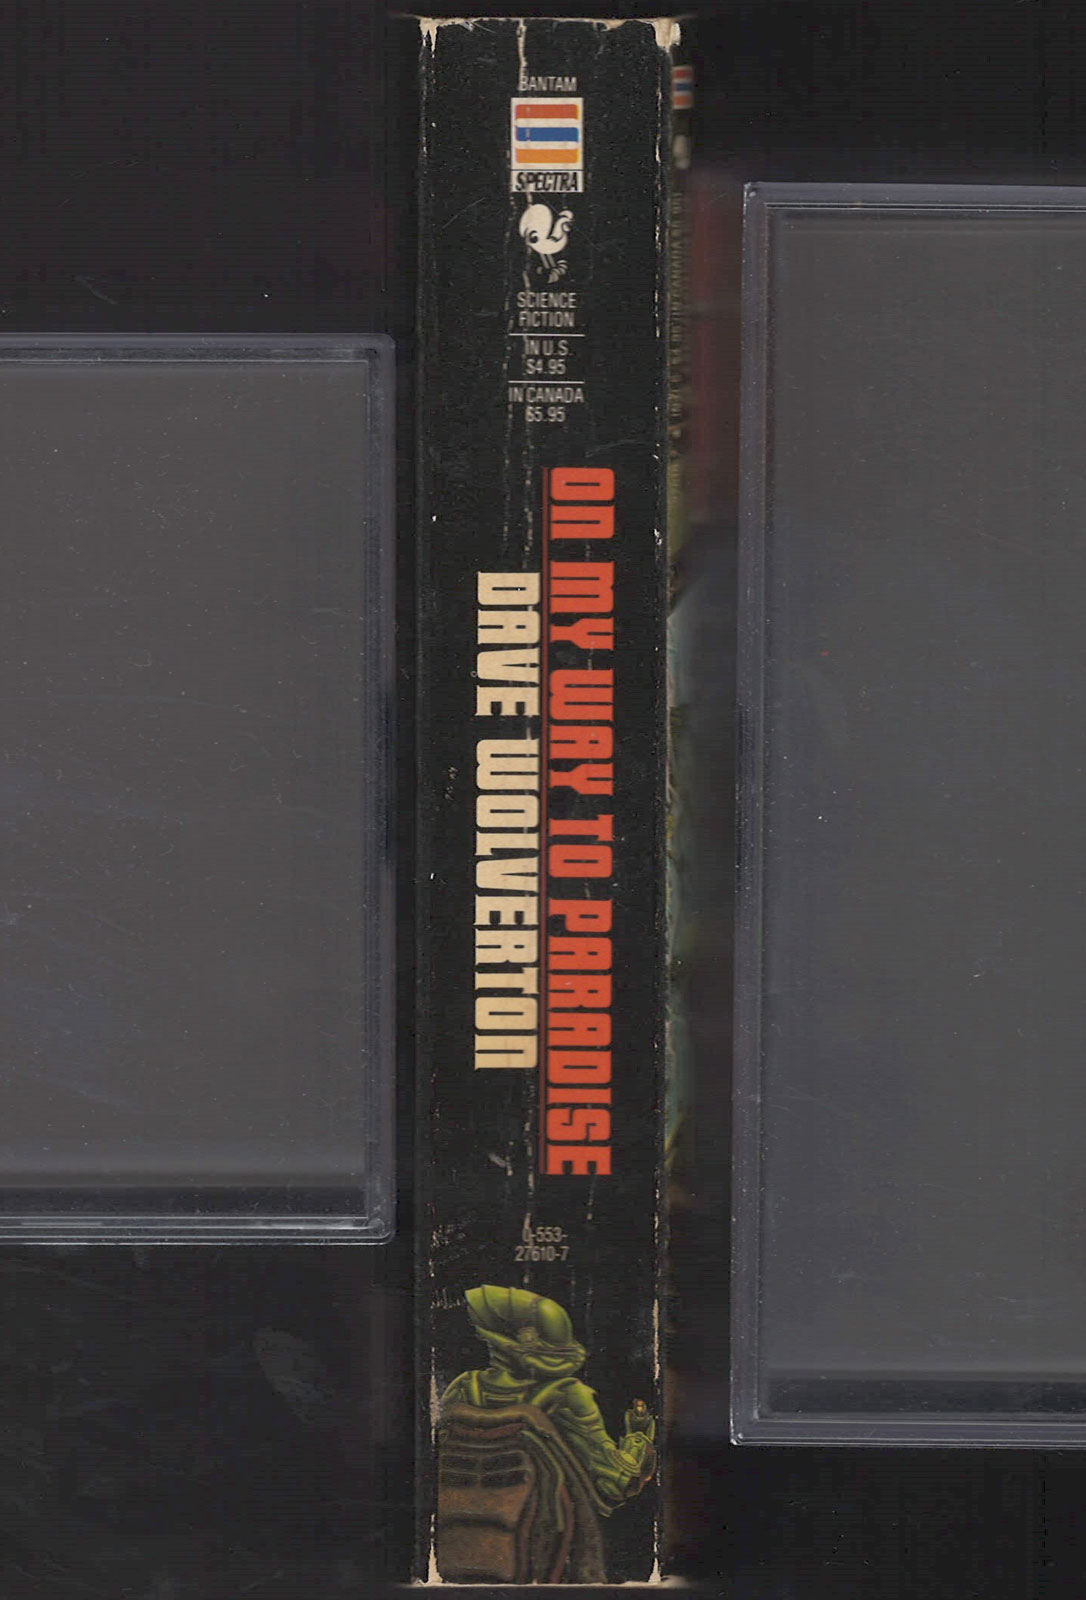 BANTAM
SPECTRA
SCIENCE
FICTION
IN U.S.
$4.95
IN CANADA
$5.95
ON MY WAY TO PARADISE
DAVE WOLVERTON
0-553-
27610-7